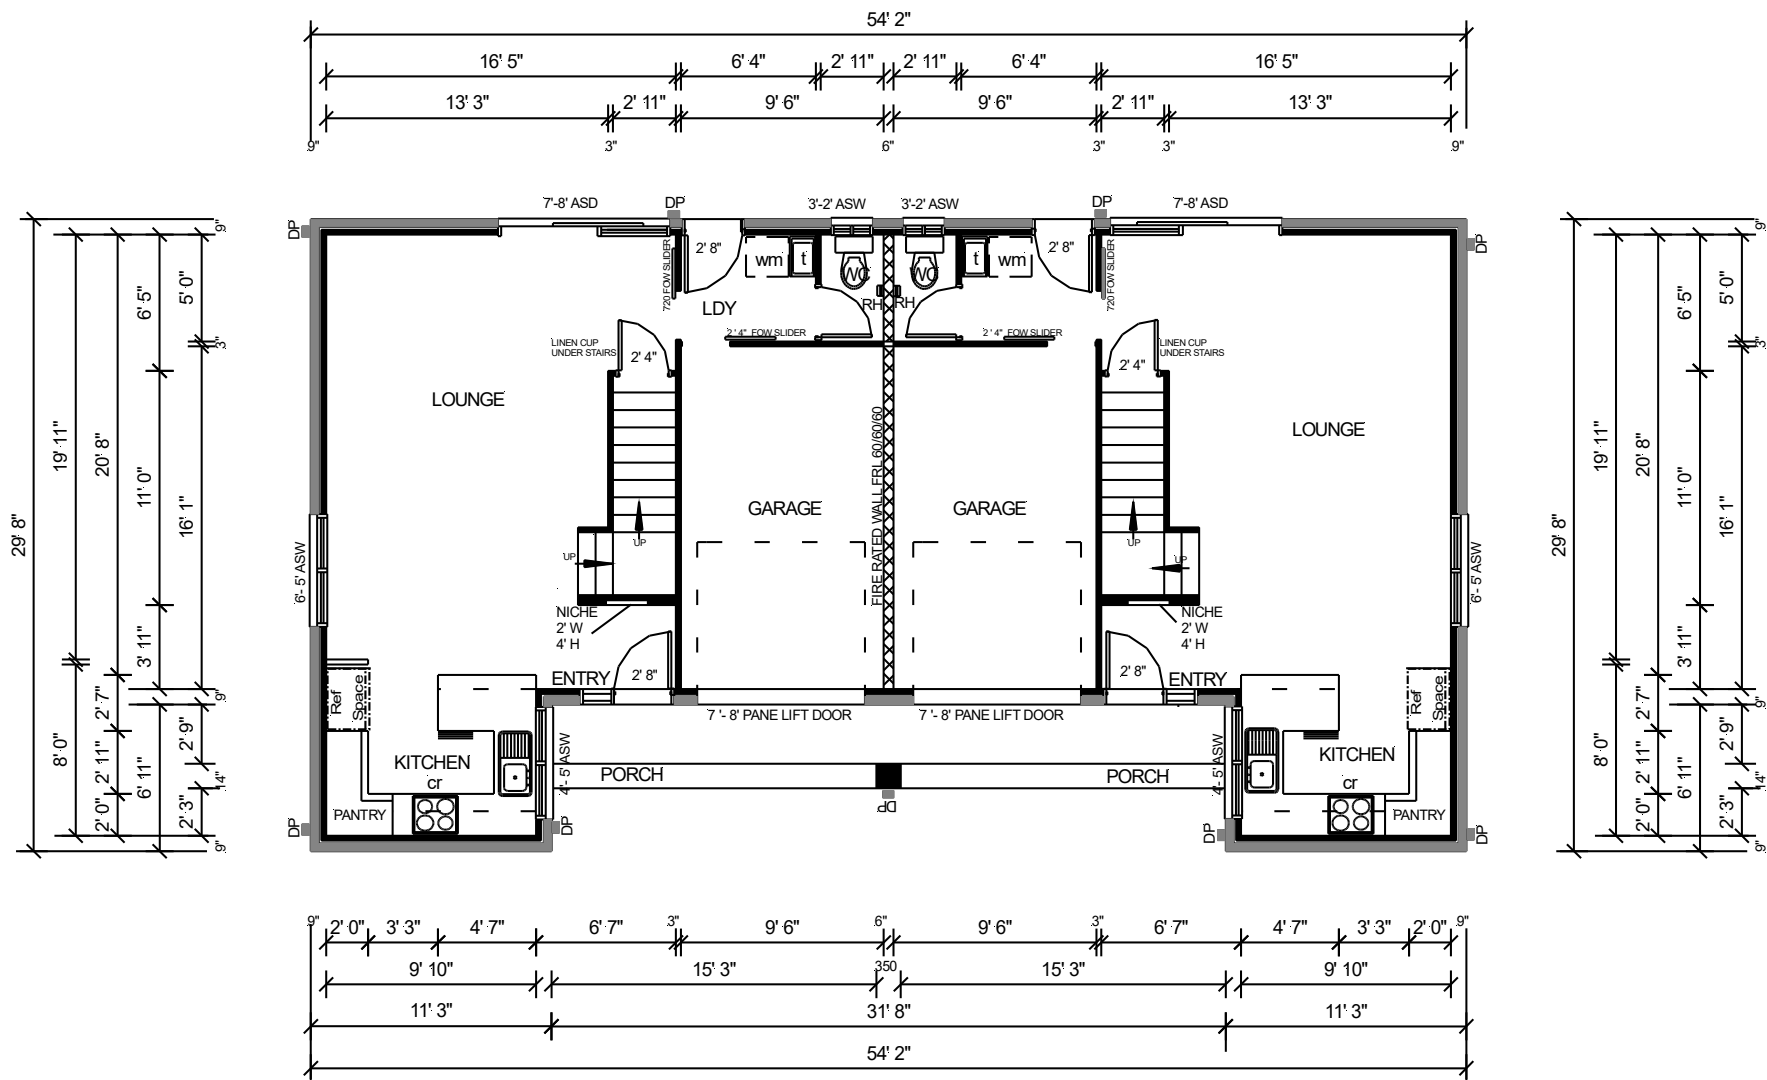 54' 2"
16' 5" 6' 4" 2' 11" 2' 11" 6' 4" 16' 5"
13' 3" 2' 11" 9' 6" 9' 6" 2' 11" 13' 3"
9" 3" 6" 3" 3" 9"
7'-8' ASD DP 3'-2' ASW 3'-2' ASW DP 7'-8' ASD
DP DP
9" 9"
2' 8" wm t WC WC t wm 2' 8"
720 FOW SLIDER 720 FOW SLIDER
6' 5" 5' 0" 6' 5" 5' 0"
LDY RH RH
2 ' 4" FOW SLIDER 2 ' 4" FOW SLIDER
LINEN CUP
UNDER STAIRS
2' 4"
LINEN CUP
UNDER STAIRS
2' 4"
3" 3"
LOUNGE LOUNGE
19' 11" 20' 8" 11' 0" 16' 1" 19' 11" 20' 8" 11' 0" 16' 1"
29' 8" 29' 8"
GARAGE GARAGE
FIRE RATED WALL FRL 60/60/60
UP UP
UP UP
6'- 5' ASW 6'- 5' ASW
NICHE
2' W
4' H
NICHE
2' W
4' H
3' 11" 3' 11"
ENTRY 2' 8" 2' 8" ENTRY
Ref
Space
Ref
Space
9" 9"
7 '- 8' PANE LIFT DOOR 7 '- 8' PANE LIFT DOOR
2' 7" 2' 9" 2' 7" 2' 9"
8' 0" 2' 11" 6' 11" 14" 8' 0" 2' 11" 6' 11" 14"
KITCHEN
cr
4'- 5' ASW PORCH PORCH 4'- 5' ASW
KITCHEN
cr
DP
2' 0" 2' 3" 2' 0" 2' 3"
PANTRY PANTRY
DP DP DP DP
9" 9"
9" 2' 0" 3' 3" 4' 7" 6' 7" 3" 9' 6" 6" 9' 6" 3" 6' 7" 4' 7" 3' 3" 2' 0" 9"
9' 10" 15' 3" 350 15' 3" 9' 10"
11' 3" 31' 8" 11' 3"
54' 2"